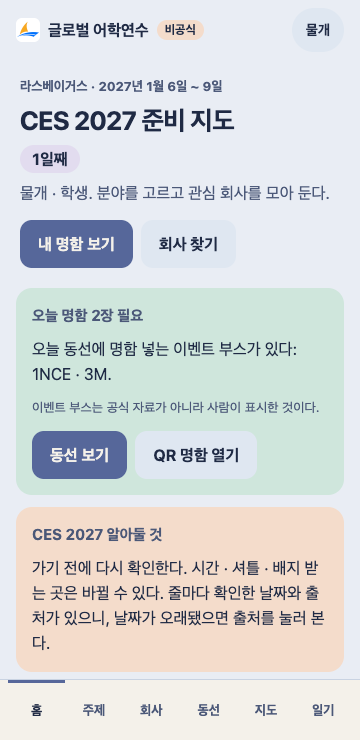 글로벌 어학연수 비공식 물개
라스베이거스 · 2027년 1월 6일 ~ 9일
CES 2027 준비 지도
1일째
물개 · 학생. 분야를 고르고 관심 회사를 모아 둔다.
내 명함 보기 회사 찾기
오늘 명함 2장 필요
오늘 동선에 명함 넣는 이벤트 부스가 있다:
1NCE · 3M.
이벤트 부스는 공식 자료가 아니라 사람이 표시한 것이다.
동선 보기 QR 명함 열기
CES 2027 알아둘 것
가기 전에 다시 확인한다. 시간 · 셔틀 · 배지 받
는 곳은 바뀔 수 있다. 줄마다 확인한 날짜와 출
처가 있으니, 날짜가 오래됐으면 출처를 눌러 본
다.
홈 주제 회사 동선 지도 일기